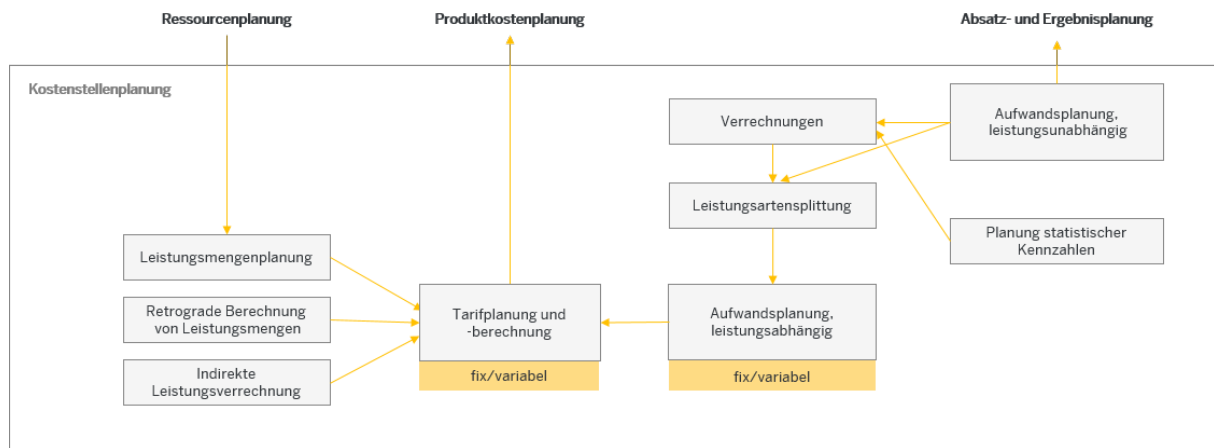 Ressourcenplanung
Produktkostenplanung
Absatz- und Ergebnisplanung
Kostenstellenplanung
Verrechnungen
Aufwandsplanung,
leistungsunabhängig
Leistungsartensplittung
Planung statistischer
Kennzahlen
Leistungsmengenplanung
Retrograde Berechnung
von Leistungsmengen
Indirekte
Leistungsverrechnung
Tarifplanung und
-berechnung
fix/variabel
Aufwandsplanung,
leistungsabhängig
fix/variabel